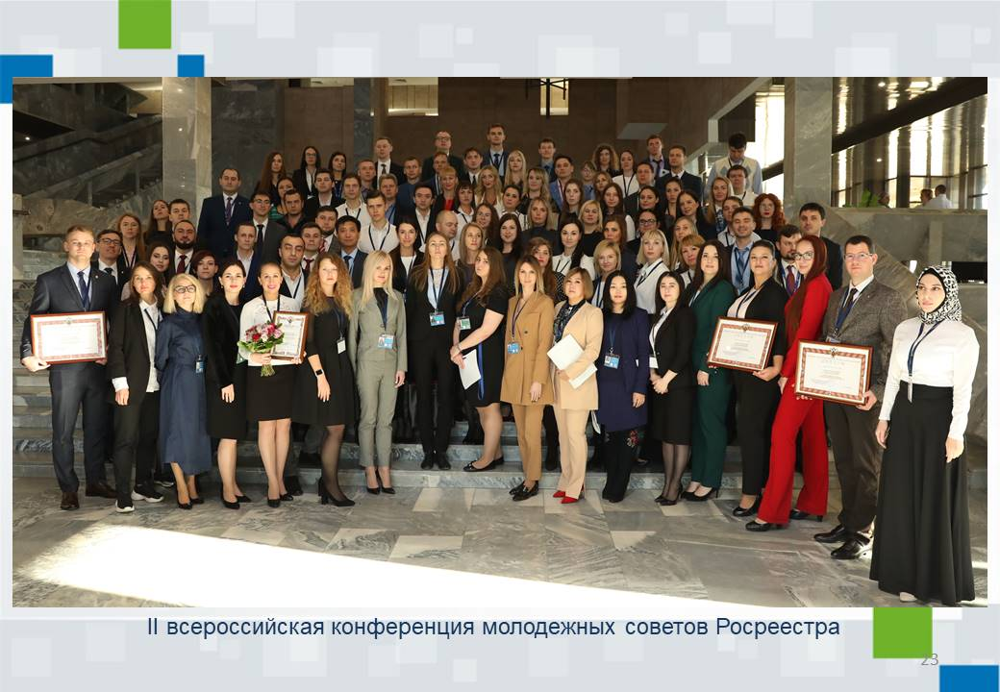 II всероссийская конференция молодежных советов Росреестра
23